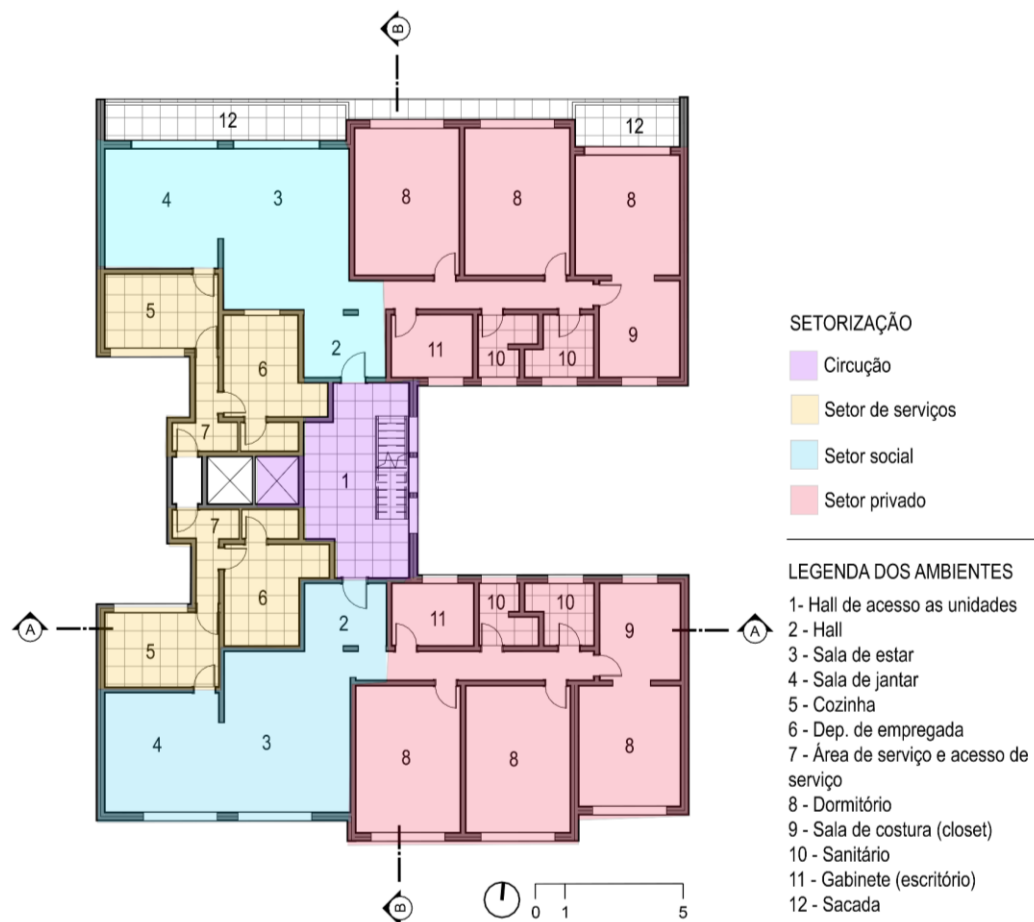 B
12
12
4
3
8
8
8
5
2
6
11
10
10
9
7
1
7
6
2
11
10
10
9
A
A
5
4
3
8
8
8
B
0 1 5
SETORIZAÇÃO
Circução
Setor de serviços
Setor social
Setor privado
LEGENDA DOS AMBIENTES
1- Hall de acesso as unidades
2 - Hall
3 - Sala de estar
4 - Sala de jantar
5 - Cozinha
6 - Dep. de empregada
7 - Área de serviço e acesso de
serviço
8 - Dormitório
9 - Sala de costura (closet)
10 - Sanitário
11 - Gabinete (escritório)
12 - Sacada